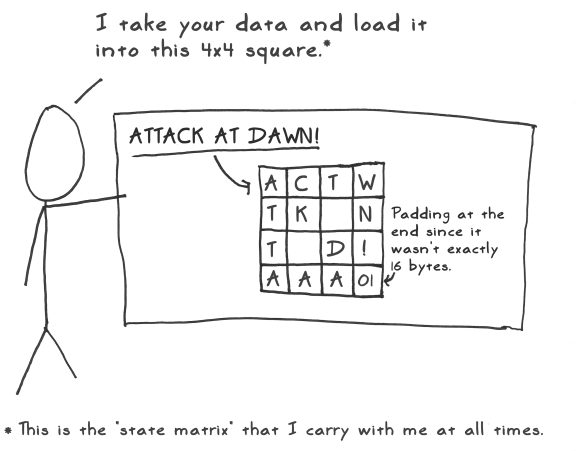 I take your data and load it
into this 4x4 square.*
ATTACK AT DAWN!
A C T W
T K N
T D !
A A A 01
Padding at the
end since it
wasn't exactly
16 bytes.
* This is the "state matrix" that I carry with me at all times.